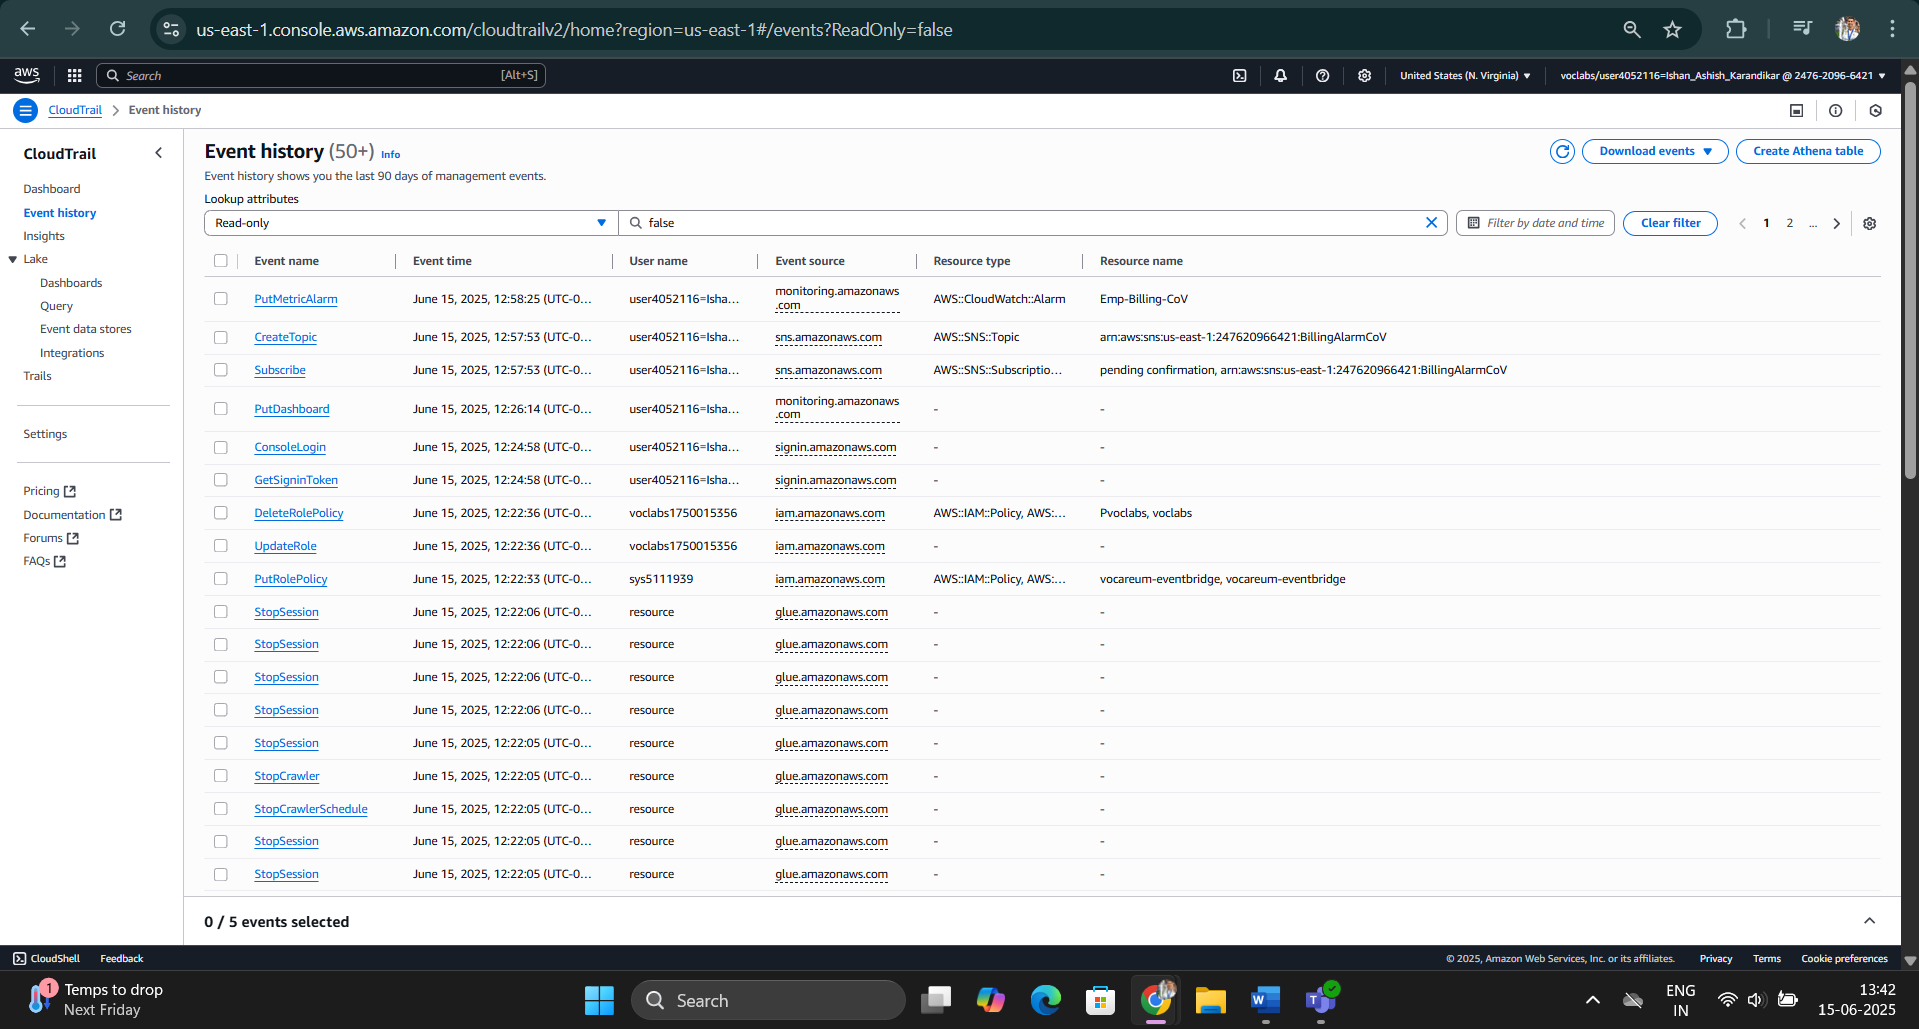 us-east-1.console.aws.amazon.com/cloudtrailv2/home?region=us-east-1#/events?ReadOnly=false
aws
Search [Alt+S]
United States (N. Virginia)
voclabs/user4052116=Ishan_Ashish_Karandikar @ 2476-2096-6421
CloudTrail > Event history
CloudTrail
Dashboard
Event history
Insights
Lake
Dashboards
Query
Event data stores
Integrations
Trails
Settings
Pricing
Documentation
Forums
FAQs
Event history (50+) Info
Event history shows you the last 90 days of management events.
Download events
Create Athena table
Lookup attributes
Read-only
false
Filter by date and time
Clear filter
1 2 ...
Event name Event time User name Event source Resource type Resource name
PutMetricAlarm June 15, 2025, 12:58:25 (UTC-0... user4052116=Isha... monitoring.amazonaws.com AWS::CloudWatch::Alarm Emp-Billing-CoV
CreateTopic June 15, 2025, 12:57:53 (UTC-0... user4052116=Isha... sns.amazonaws.com AWS::SNS::Topic arn:aws:sns:us-east-1:247620966421:BillingAlarmCoV
Subscribe June 15, 2025, 12:57:53 (UTC-0... user4052116=Isha... sns.amazonaws.com AWS::SNS::Subscriptio... pending confirmation, arn:aws:sns:us-east-1:247620966421:BillingAlarmCoV
PutDashboard June 15, 2025, 12:26:14 (UTC-0... user4052116=Isha... monitoring.amazonaws.com - -
ConsoleLogin June 15, 2025, 12:24:58 (UTC-0... user4052116=Isha... signin.amazonaws.com - -
GetSigninToken June 15, 2025, 12:24:58 (UTC-0... user4052116=Isha... signin.amazonaws.com - -
DeleteRolePolicy June 15, 2025, 12:22:36 (UTC-0... voclabs1750015356 iam.amazonaws.com AWS::IAM::Policy, AWS:... Pvoclabs, voclabs
UpdateRole June 15, 2025, 12:22:36 (UTC-0... voclabs1750015356 iam.amazonaws.com - -
PutRolePolicy June 15, 2025, 12:22:33 (UTC-0... sys5111939 iam.amazonaws.com AWS::IAM::Policy, AWS:... vocareum-eventbridge, vocareum-eventbridge
StopSession June 15, 2025, 12:22:06 (UTC-0... resource glue.amazonaws.com - -
StopSession June 15, 2025, 12:22:06 (UTC-0... resource glue.amazonaws.com - -
StopSession June 15, 2025, 12:22:06 (UTC-0... resource glue.amazonaws.com - -
StopSession June 15, 2025, 12:22:06 (UTC-0... resource glue.amazonaws.com - -
StopSession June 15, 2025, 12:22:05 (UTC-0... resource glue.amazonaws.com - -
StopCrawler June 15, 2025, 12:22:05 (UTC-0... resource glue.amazonaws.com - -
StopCrawlerSchedule June 15, 2025, 12:22:05 (UTC-0... resource glue.amazonaws.com - -
StopSession June 15, 2025, 12:22:05 (UTC-0... resource glue.amazonaws.com - -
StopSession June 15, 2025, 12:22:05 (UTC-0... resource glue.amazonaws.com - -
0 / 5 events selected
CloudShell Feedback
© 2025, Amazon Web Services, Inc. or its affiliates. Privacy Terms Cookie preferences
1
Temps to drop
Next Friday
Search
ENG
IN
13:42
15-06-2025